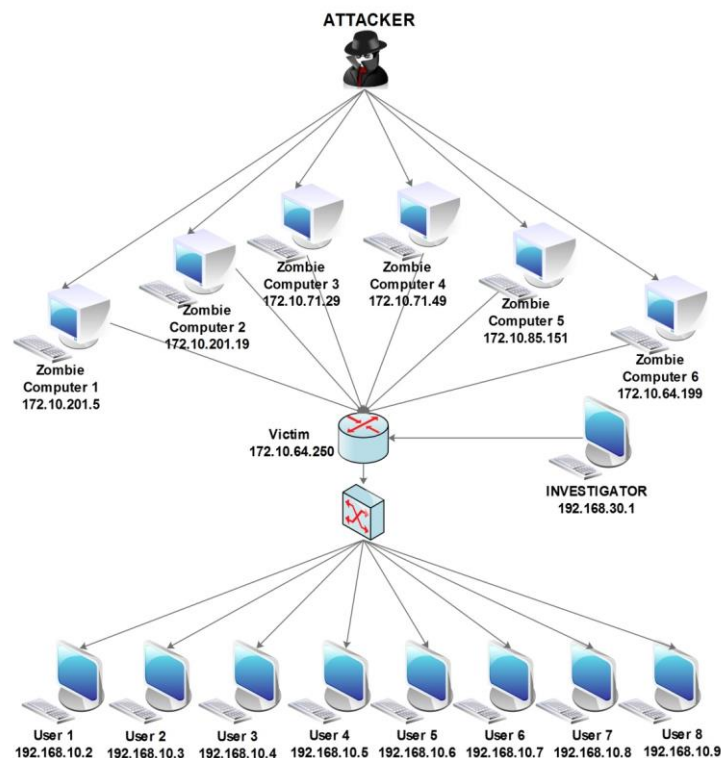 ATTACKER
Zombie
Computer 3
172.10.71.29
Zombie
Computer 4
172.10.71.49
Zombie
Computer 2
172.10.201.19
Zombie
Computer 5
172.10.85.151
Zombie
Computer 1
172.10.201.5
Zombie
Computer 6
172.10.64.199
Victim
172.10.64.250
INVESTIGATOR
192.168.30.1
User 1
192.168.10.2
User 2
192.168.10.3
User 3
192.168.10.4
User 4
192.168.10.5
User 5
192.168.10.6
User 6
192.168.10.7
User 7
192.168.10.8
User 8
192.168.10.9